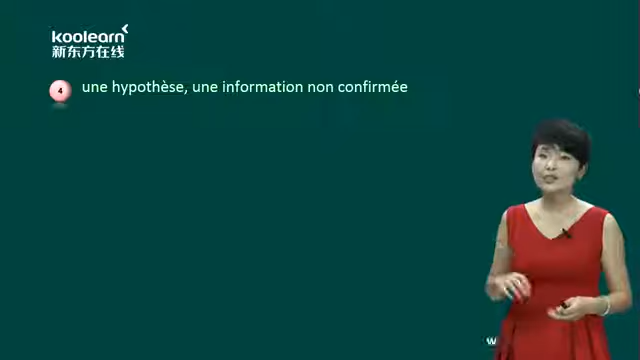 koolearn
新东方在线
4
une hypothèse, une information non confirmée
w